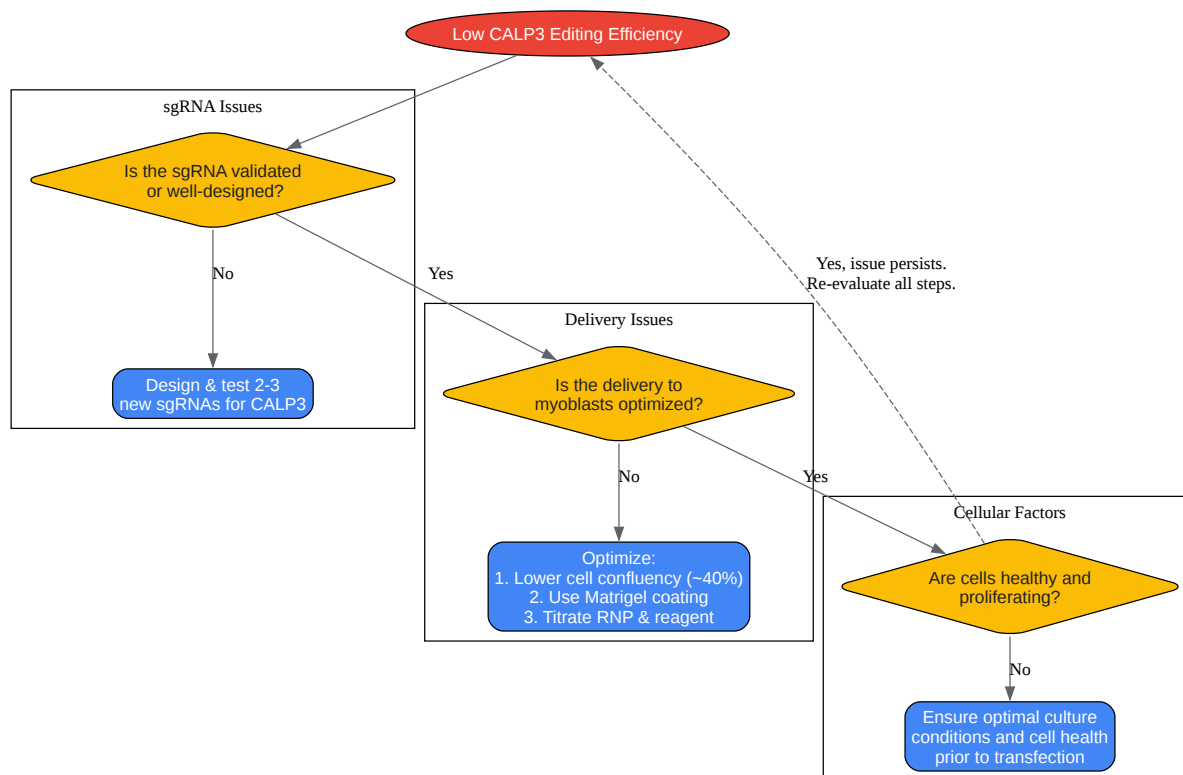 Low CALP3 Editing Efficiency
sgRNA Issues
Is the sgRNA validated
or well-designed?
No
Yes
Design & test 2-3
new sgRNAs for CALP3
Yes, issue persists.
Re-evaluate all steps.
Delivery Issues
Is the delivery to
myoblasts optimized?
No
Yes
Optimize:
1. Lower cell confluency (~40%)
2. Use Matrigel coating
3. Titrate RNP & reagent
Cellular Factors
Are cells healthy and
proliferating?
No
Ensure optimal culture
conditions and cell health
prior to transfection